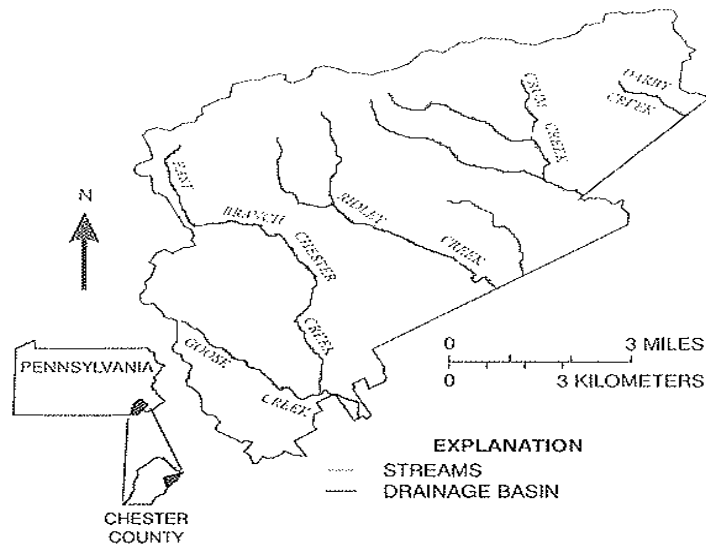 DARBY
CREEK
CRUM
CREEK
EAST
BRANCH
CHESTER
CREEK
RIDLEY
CREEK
GOOSE
CREEK
N
PENNSYLVANIA
CHESTER
COUNTY
0 3 MILES
0 3 KILOMETERS
EXPLANATION
STREAMS
DRAINAGE BASIN